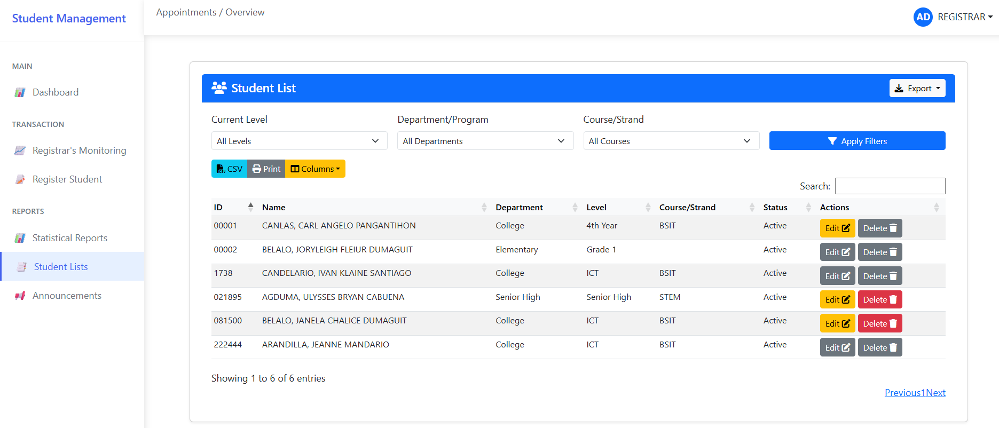 Student Management
Appointments / Overview
AD REGISTRAR
MAIN
Dashboard
TRANSACTION
Registrar's Monitoring
Register Student
REPORTS
Statistical Reports
Student Lists
Announcements
Student List
Export
Current Level Department/Program Course/Strand
All Levels All Departments All Courses Apply Filters
CSV Print Columns
Search:
ID Name Department Level Course/Strand Status Actions
00001 CANLAS, CARL ANGELO PANGANTIHON College 4th Year BSIT Active Edit Delete
00002 BELALO, JORYLEIGH FLEIUR DUMAGUIT Elementary Grade 1 Active Edit Delete
1738 CANDELARIO, IVAN KLAINE SANTIAGO College ICT BSIT Active Edit Delete
021895 AGDUMA, ULYSSES BRYAN CABUENA Senior High Senior High STEM Active Edit Delete
081500 BELALO, JANELA CHALICE DUMAGUIT College ICT BSIT Active Edit Delete
222444 ARANDILLA, JEANNE MANDARIO College ICT BSIT Active Edit Delete
Showing 1 to 6 of 6 entries
Previous1Next